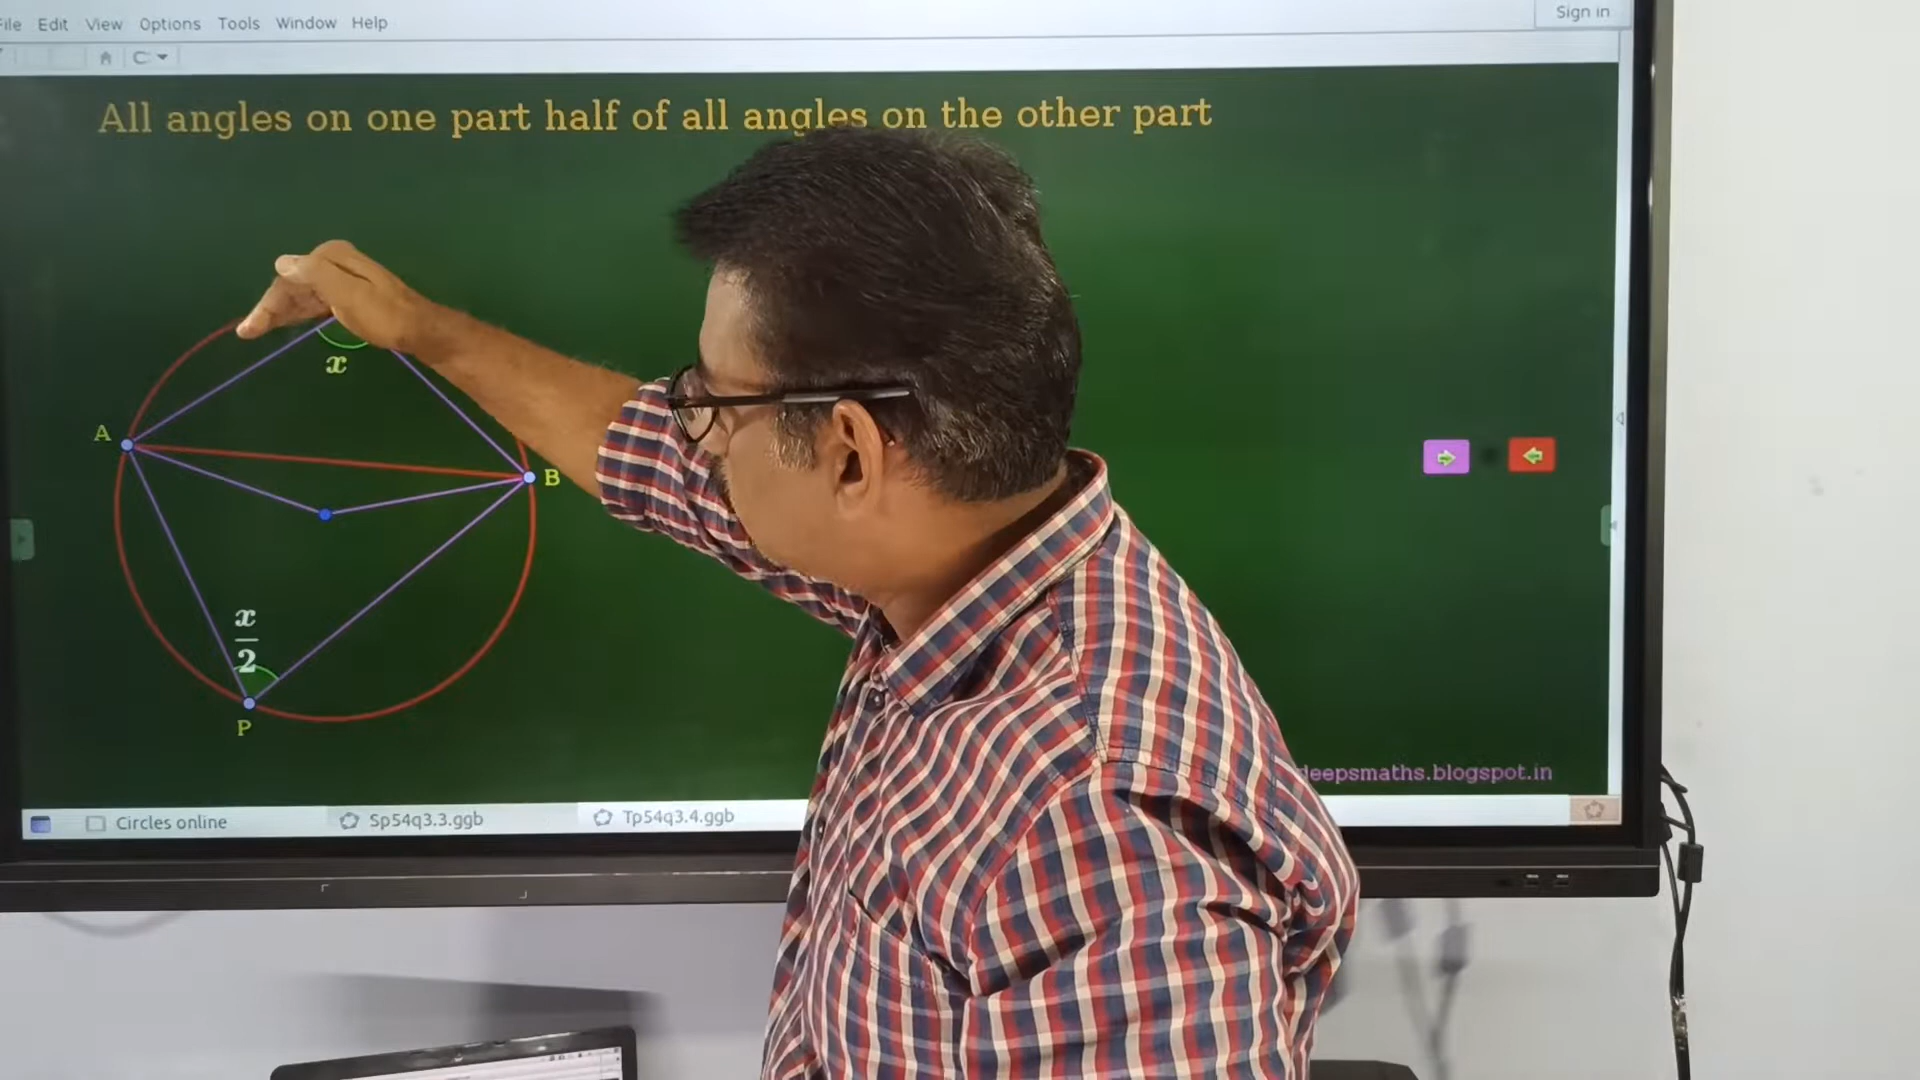 File Edit View Options Tools Window Help
Sign in
All angles on one part half of all angles on the other part
x
A
B
x
2
P
deepsmaths.blogspot.in
Circles online
Sp54q3.3.ggb
Tp54q3.4.ggb